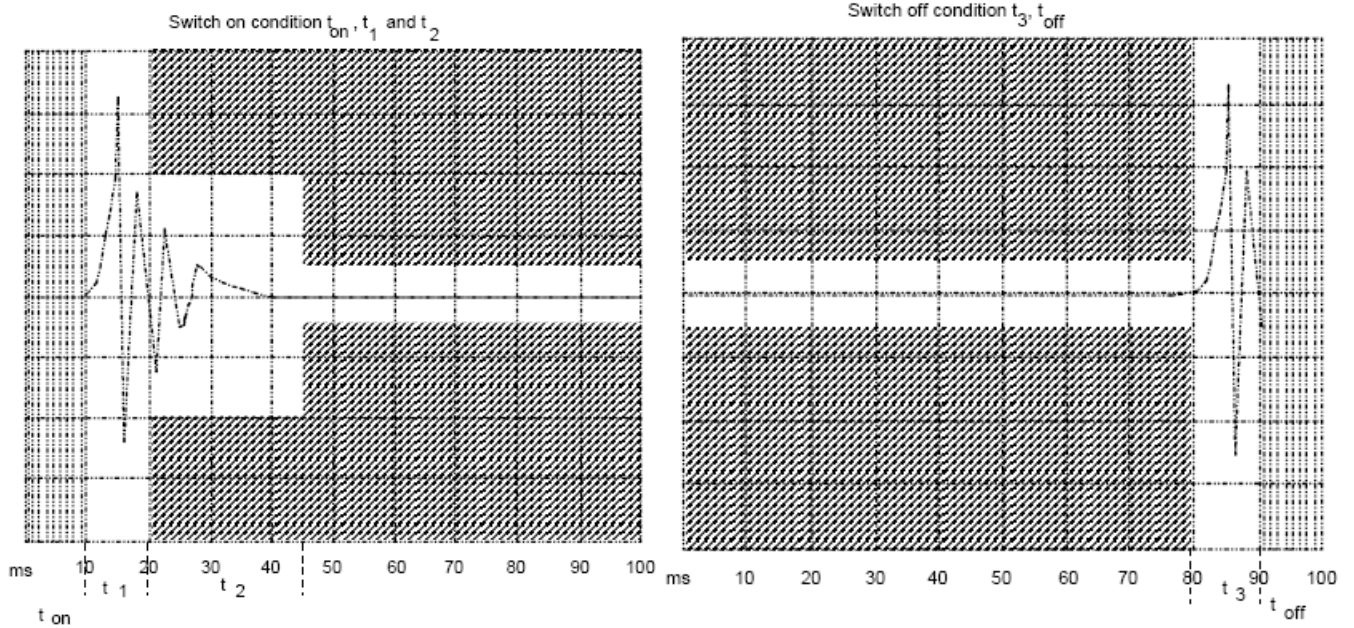 Switch on condition t on , t 1 and t 2
Switch off condition t 3, t off
ms 10 20 30 40 50 60 70 80 90 100
t 1 t 2
t on
ms 10 20 30 40 50 60 70 80 90 100
t 3 t off